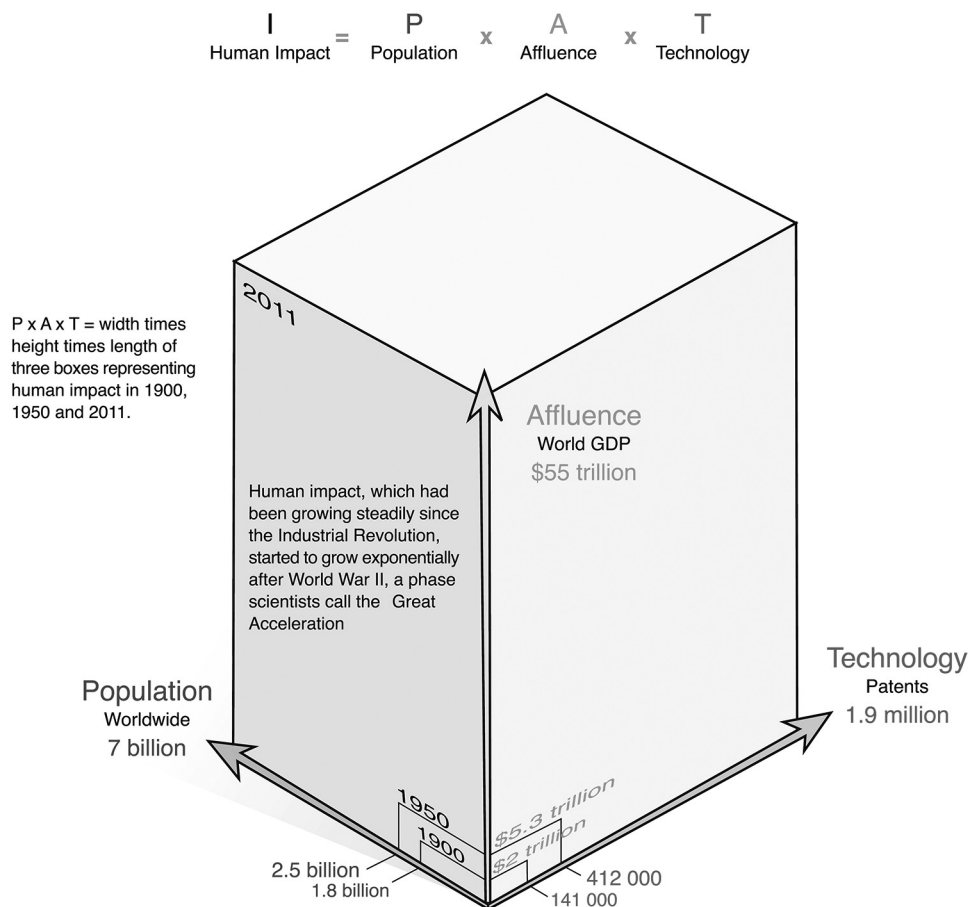 I = P x A x T
Human Impact Population Affluence Technology
2011
P x A x T = width times
height times length of
three boxes representing
human impact in 1900,
1950 and 2011.
Affluence
World GDP
$55 trillion
Human impact, which had
been growing steadily since
the Industrial Revolution,
started to grow exponentially
after World War II, a phase
scientists call the Great
Acceleration
Technology
Patents
1.9 million
Population
Worldwide
7 billion
1950
$5.3 trillion
1900
$2 trillion
2.5 billion
1.8 billion
412 000
141 000